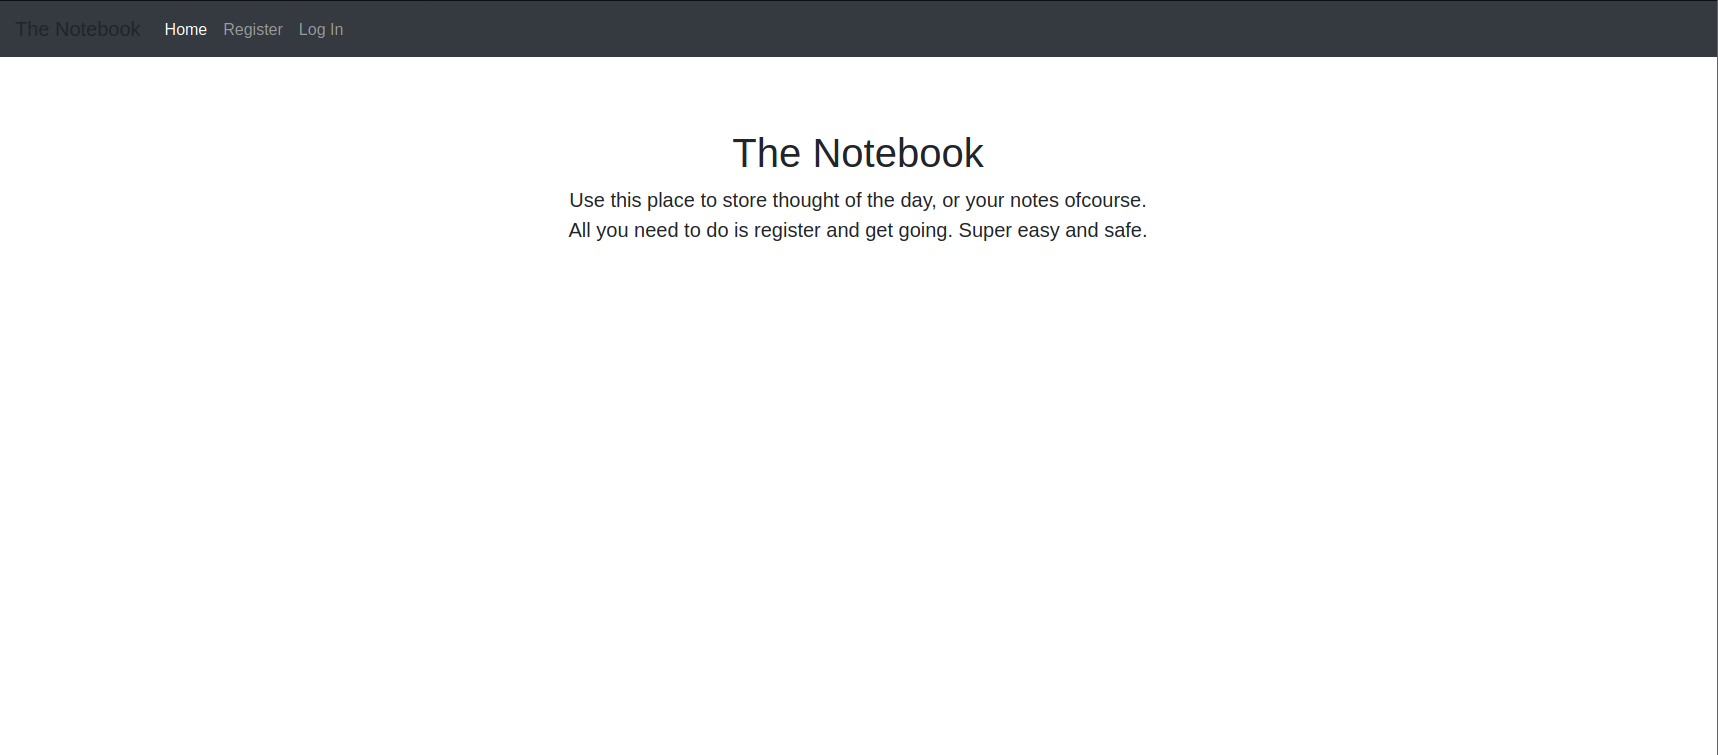 The Notebook Home Register Log In
The Notebook
Use this place to store thought of the day, or your notes ofcourse.
All you need to do is register and get going. Super easy and safe.